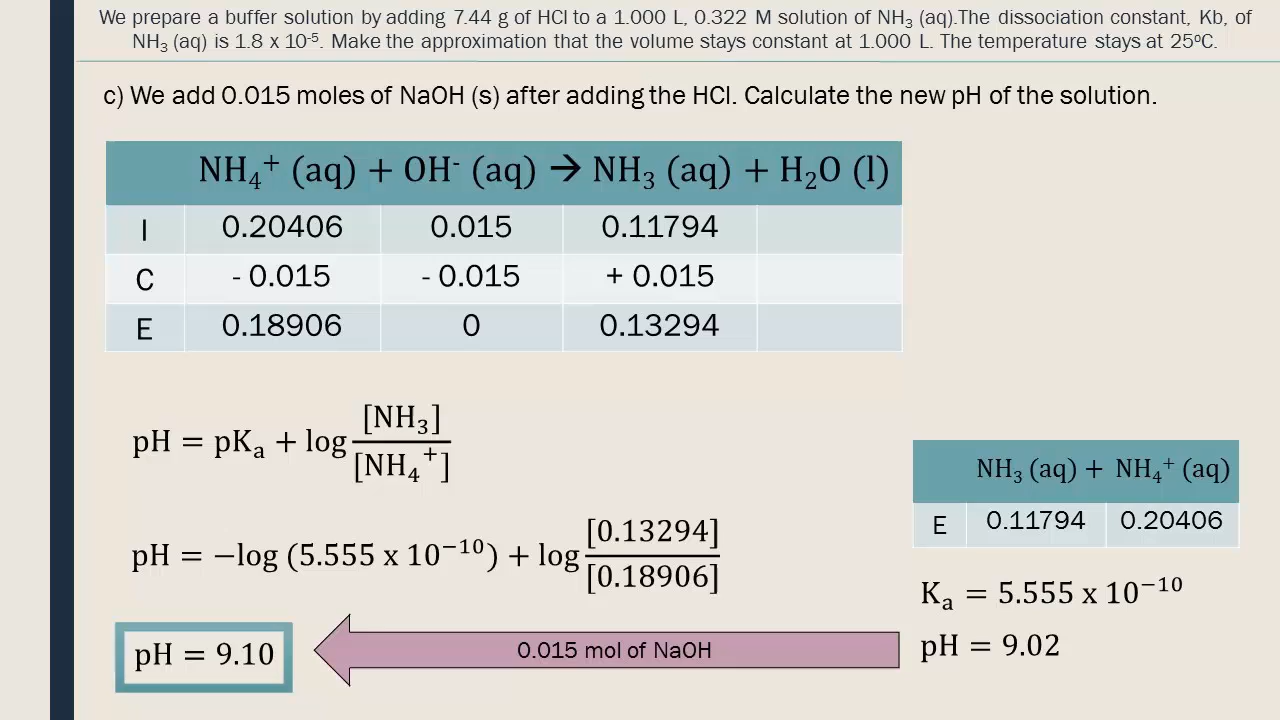 We prepare a buffer solution by adding 7.44 g of HCl to a 1.000 L, 0.322 M solution of NH₃ (aq).The dissociation constant, Kb, of
NH₃ (aq) is 1.8 x 10⁻⁵. Make the approximation that the volume stays constant at 1.000 L. The temperature stays at 25ºC.
c) We add 0.015 moles of NaOH (s) after adding the HCl. Calculate the new pH of the solution.
NH₄⁺ (aq) + OH⁻ (aq) → NH₃ (aq) + H₂O (l)
I 0.20406 0.015 0.11794
C - 0.015 - 0.015 + 0.015
E 0.18906 0 0.13294
pH = pKₐ + log [NH₃] / [NH₄⁺]
pH = −log (5.555 x 10⁻¹⁰) + log [0.13294] / [0.18906]
pH = 9.10
0.015 mol of NaOH
NH₃ (aq) + NH₄⁺ (aq)
E 0.11794 0.20406
Kₐ = 5.555 x 10⁻¹⁰
pH = 9.02